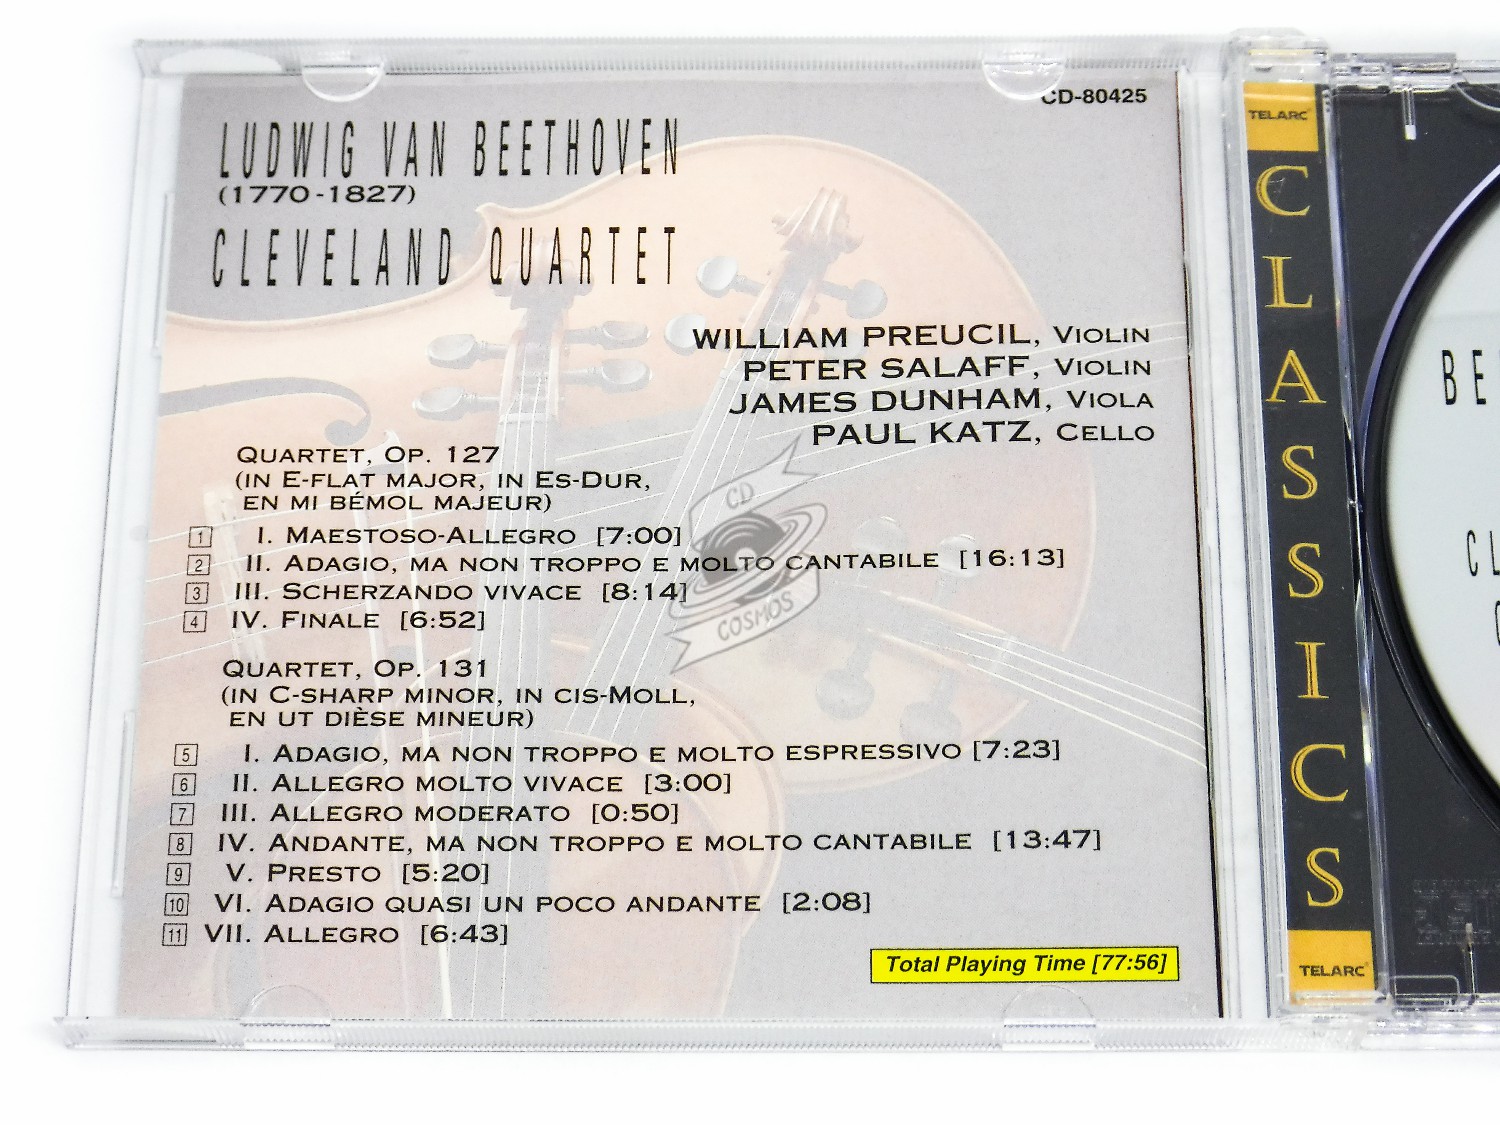 CD-80425
LUDWIG VAN BEETHOVEN
(1770-1827)
CLEVELAND QUARTET
WILLIAM PREUCIL, VIOLIN
PETER SALAFF, VIOLIN
JAMES DUNHAM, VIOLA
PAUL KATZ, CELLO
QUARTET, OP. 127
(IN E-FLAT MAJOR, IN ES-DUR,
EN MI BÉMOL MAJEUR)
1 I. MAESTOSO-ALLEGRO [7:00]
2 II. ADAGIO, MA NON TROPPO E MOLTO CANTABILE [16:13]
3 III. SCHERZANDO VIVACE [8:14]
4 IV. FINALE [6:52]
QUARTET, OP. 131
(IN C-SHARP MINOR, IN CIS-MOLL,
EN UT DIÈSE MINEUR)
5 I. ADAGIO, MA NON TROPPO E MOLTO ESPRESSIVO [7:23]
6 II. ALLEGRO MOLTO VIVACE [3:00]
7 III. ALLEGRO MODERATO [0:50]
8 IV. ANDANTE, MA NON TROPPO E MOLTO CANTABILE [13:47]
9 V. PRESTO [5:20]
10 VI. ADAGIO QUASI UN POCO ANDANTE [2:08]
11 VII. ALLEGRO [6:43]
Total Playing Time [77:56]
CD
COSMOS
TELARC
CLASSICS
TELARC